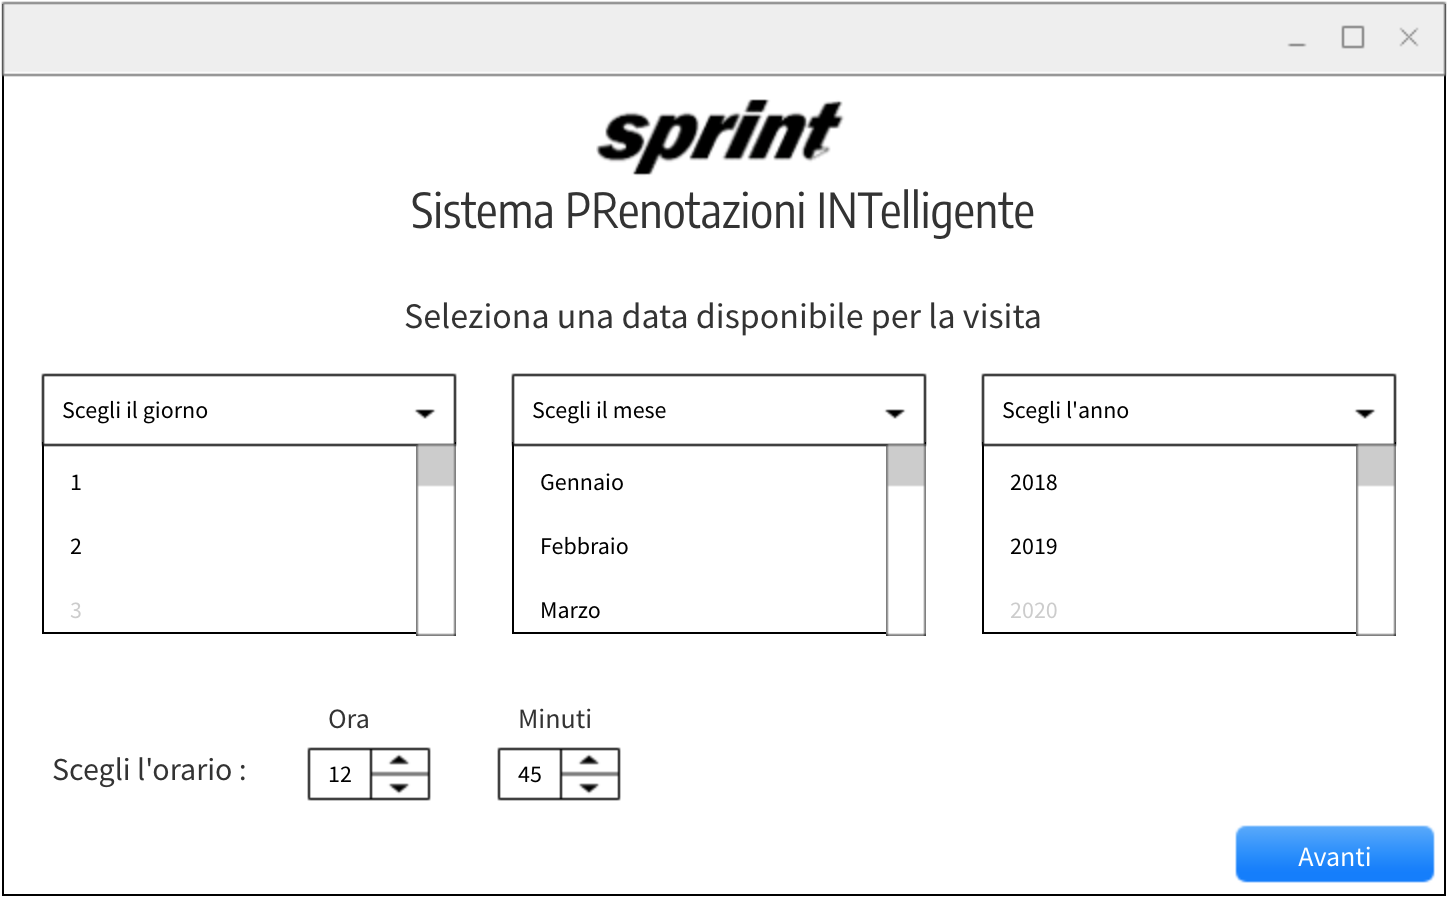 sprint
Sistema PRenotazioni INTelligente
Seleziona una data disponibile per la visita
Scegli il giorno
1
2
3
Scegli il mese
Gennaio
Febbraio
Marzo
Scegli l'anno
2018
2019
2020
Ora
Minuti
Scegli l'orario :
12
45
Avanti